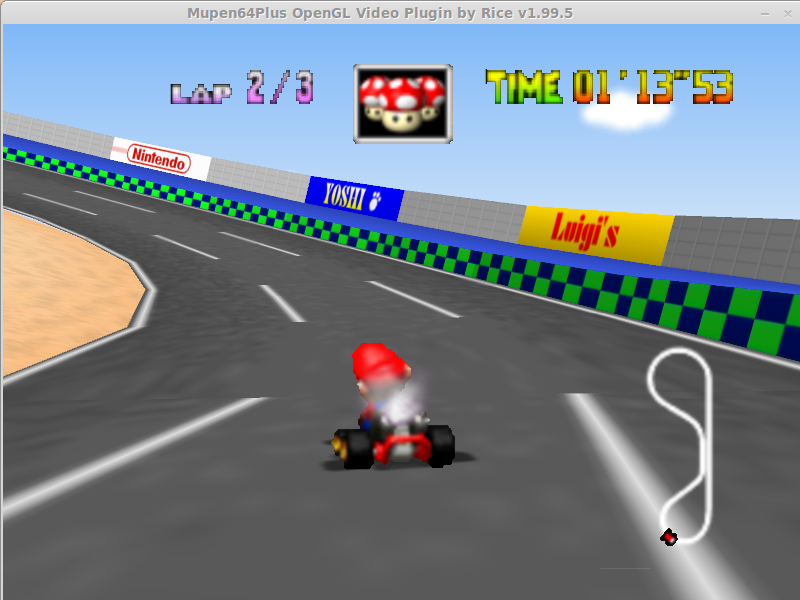 Mupen64Plus OpenGL Video Plugin by Rice v1.99.5
LAP 2/3
TIME 01'13"53
Nintendo
YOSHI
Luigi's